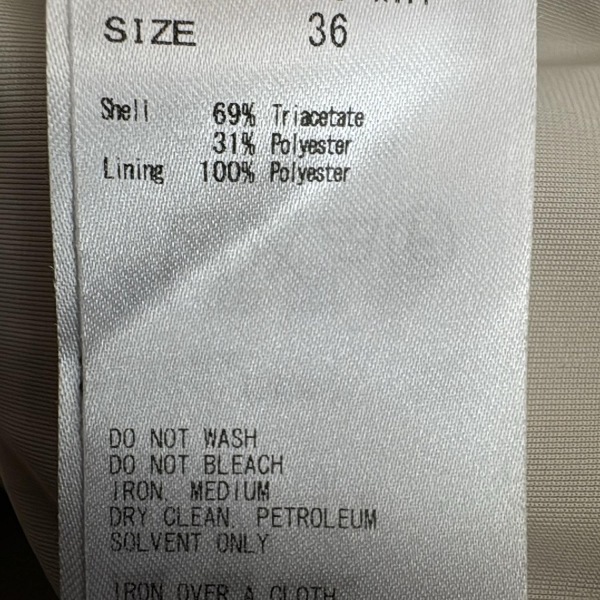 SIZE 36
Shell 69% Triacetate
31% Polyester
Lining 100% Polyester
DO NOT WASH
DO NOT BLEACH
IRON. MEDIUM
DRY CLEAN. PETROLEUM
SOLVENT ONLY
IRON OVER A CLOTH